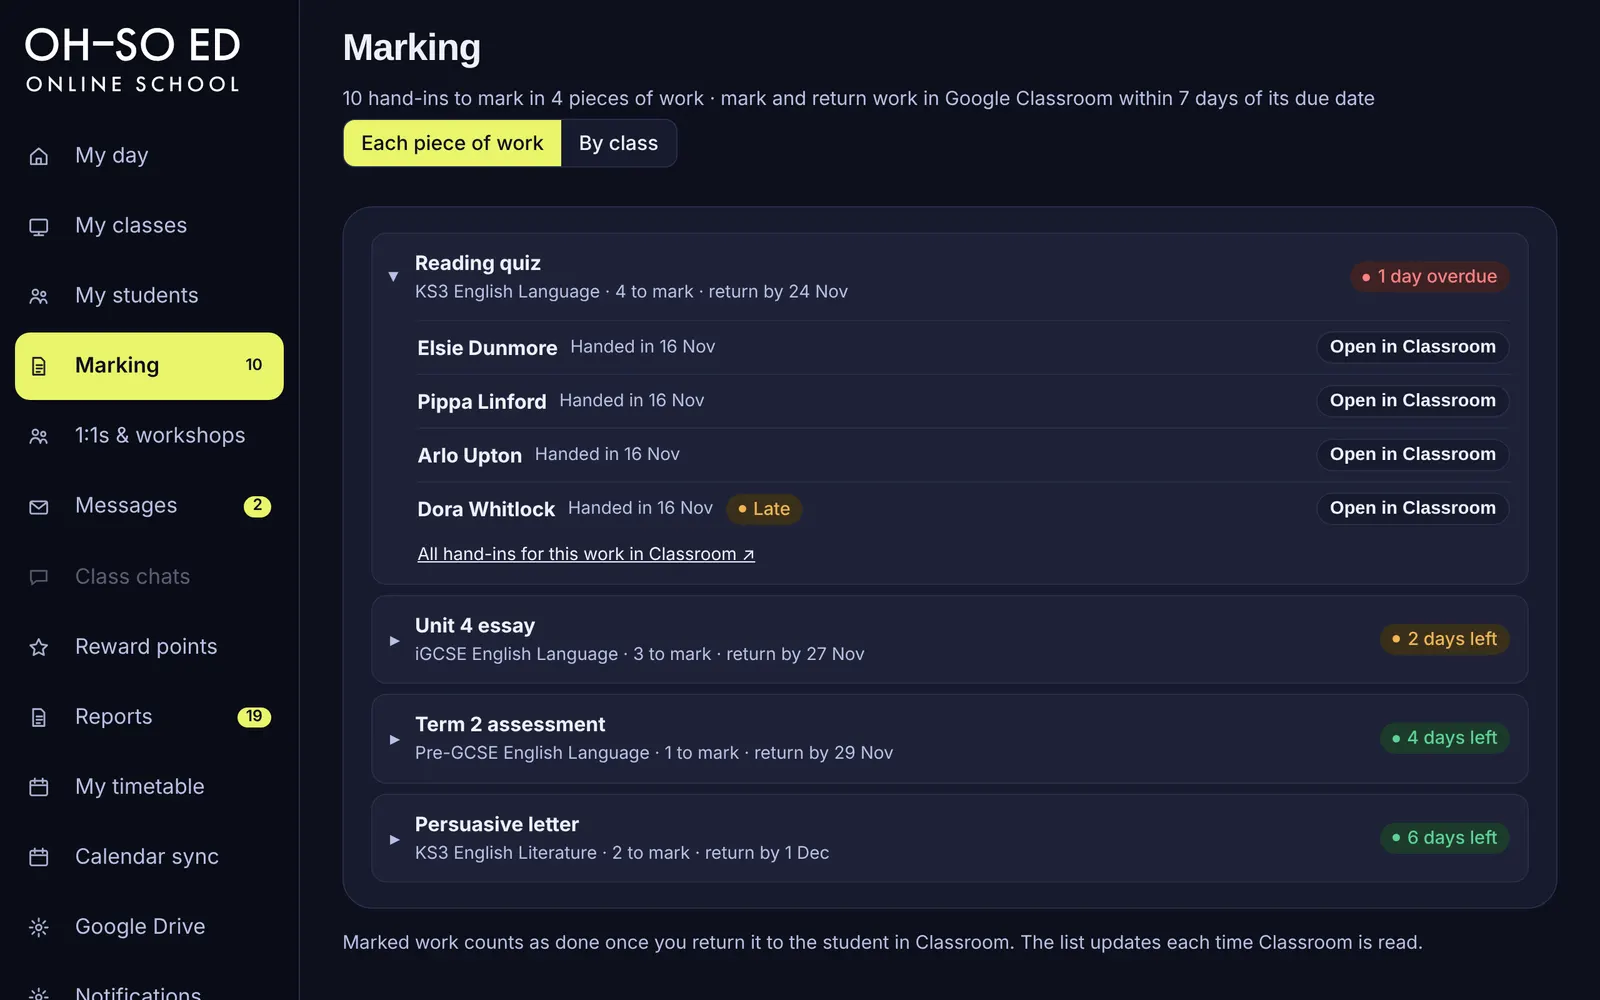 OH-SO ED
ONLINE SCHOOL
My day
My classes
My students
Marking 10
1:1s & workshops
Messages 2
Class chats
Reward points
Reports 19
My timetable
Calendar sync
Google Drive
Notifications
Marking
10 hand-ins to mark in 4 pieces of work · mark and return work in Google Classroom within 7 days of its due date
Each piece of work By class
▼ Reading quiz
KS3 English Language · 4 to mark · return by 24 Nov
• 1 day overdue
Elsie Dunmore Handed in 16 Nov Open in Classroom
Pippa Linford Handed in 16 Nov Open in Classroom
Arlo Upton Handed in 16 Nov Open in Classroom
Dora Whitlock Handed in 16 Nov • Late Open in Classroom
All hand-ins for this work in Classroom ↗
▶ Unit 4 essay
iGCSE English Language · 3 to mark · return by 27 Nov
• 2 days left
▶ Term 2 assessment
Pre-GCSE English Language · 1 to mark · return by 29 Nov
• 4 days left
▶ Persuasive letter
KS3 English Literature · 2 to mark · return by 1 Dec
• 6 days left
Marked work counts as done once you return it to the student in Classroom. The list updates each time Classroom is read.